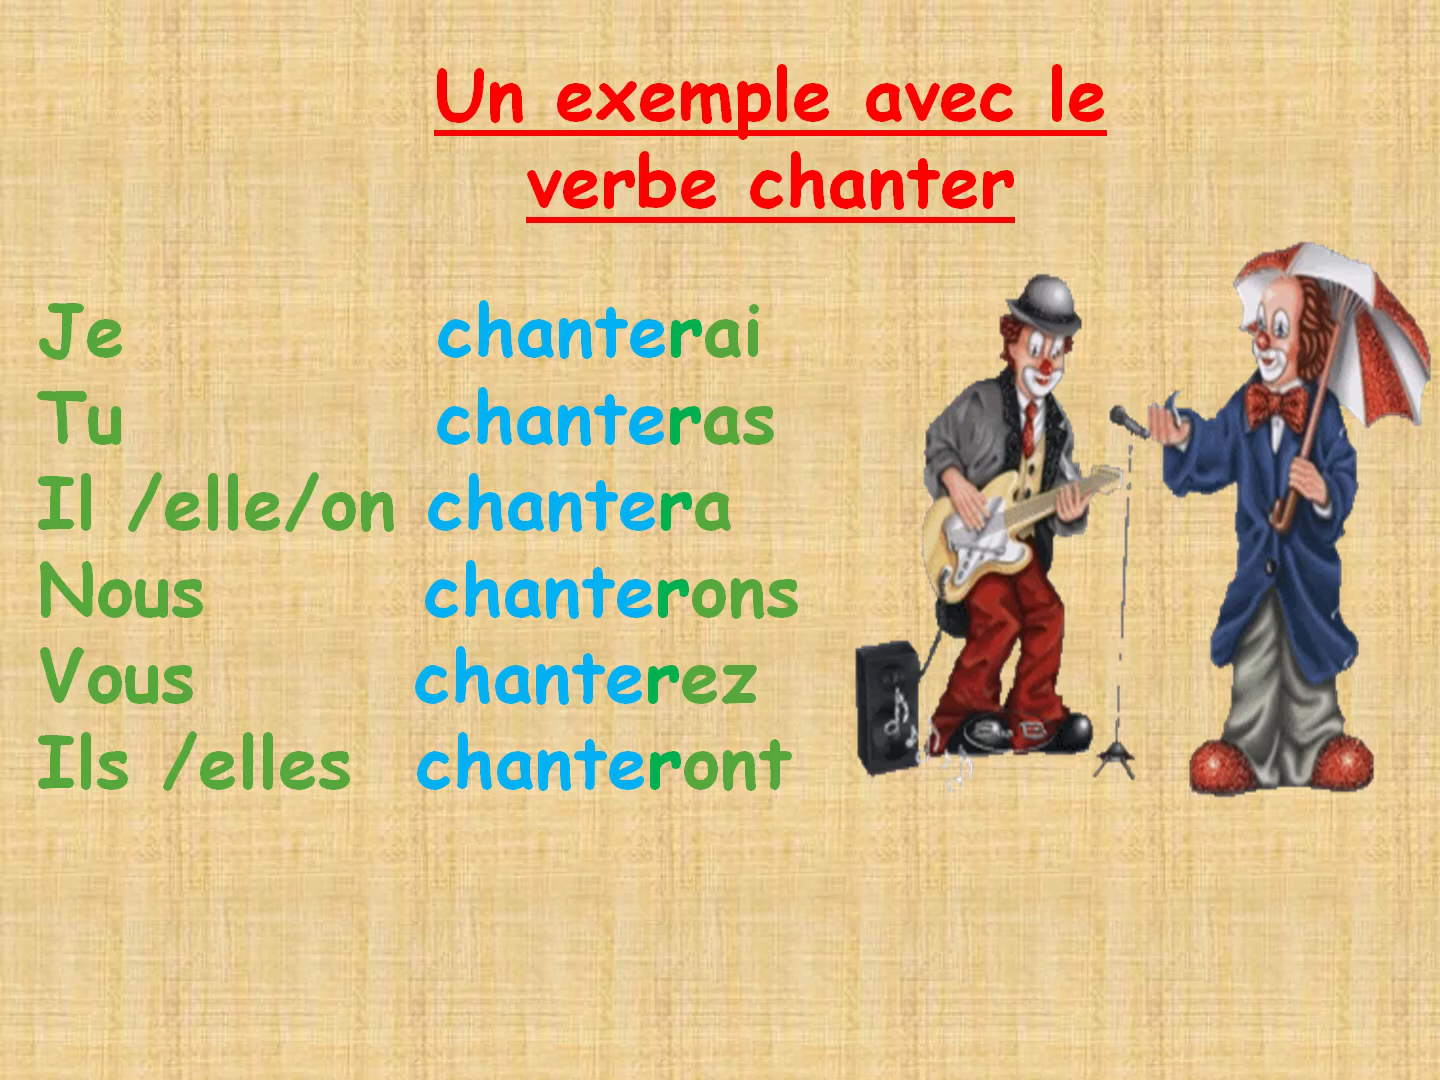 Un exemple avec le
verbe chanter
Je chanterai
Tu chanteras
Il /elle/on chantera
Nous chanterons
Vous chanterez
Ils /elles chanteront